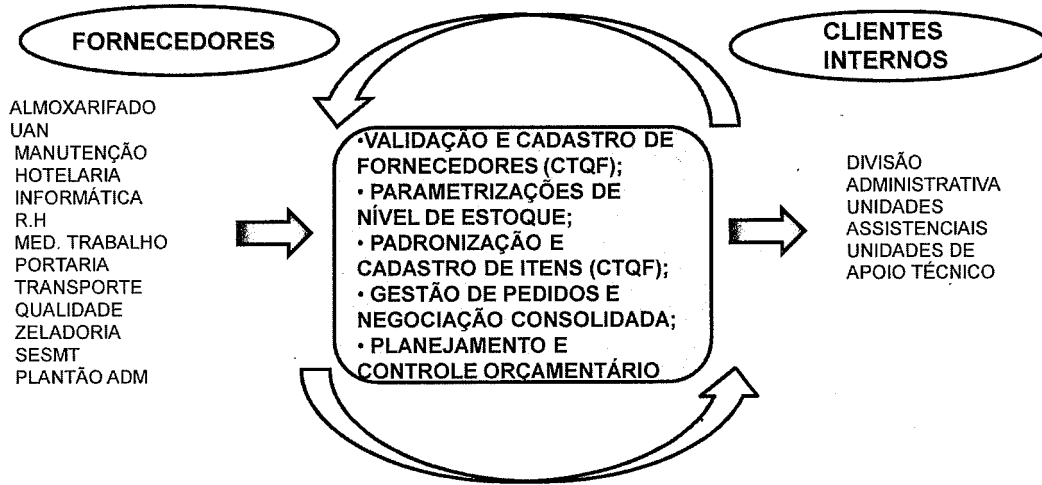 FORNECEDORES
CLIENTES
INTERNOS
ALMOXARIFADO
UAN
MANUTENÇÃO
HOTELARIA
INFORMÁTICA
R.H
MED. TRABALHO
PORTARIA
TRANSPORTE
QUALIDADE
ZELADORIA
SESMT
PLANTÃO ADM
•VALIDAÇÃO E CADASTRO DE
FORNECEDORES (CTQF);
• PARAMETRIZAÇÕES DE
NÍVEL DE ESTOQUE;
• PADRONIZAÇÃO E
CADASTRO DE ITENS (CTQF);
• GESTÃO DE PEDIDOS E
NEGOCIAÇÃO CONSOLIDADA;
• PLANEJAMENTO E
CONTROLE ORÇAMENTÁRIO
DIVISÃO
ADMINISTRATIVA
UNIDADES
ASSISTENCIAIS
UNIDADES DE
APOIO TÉCNICO